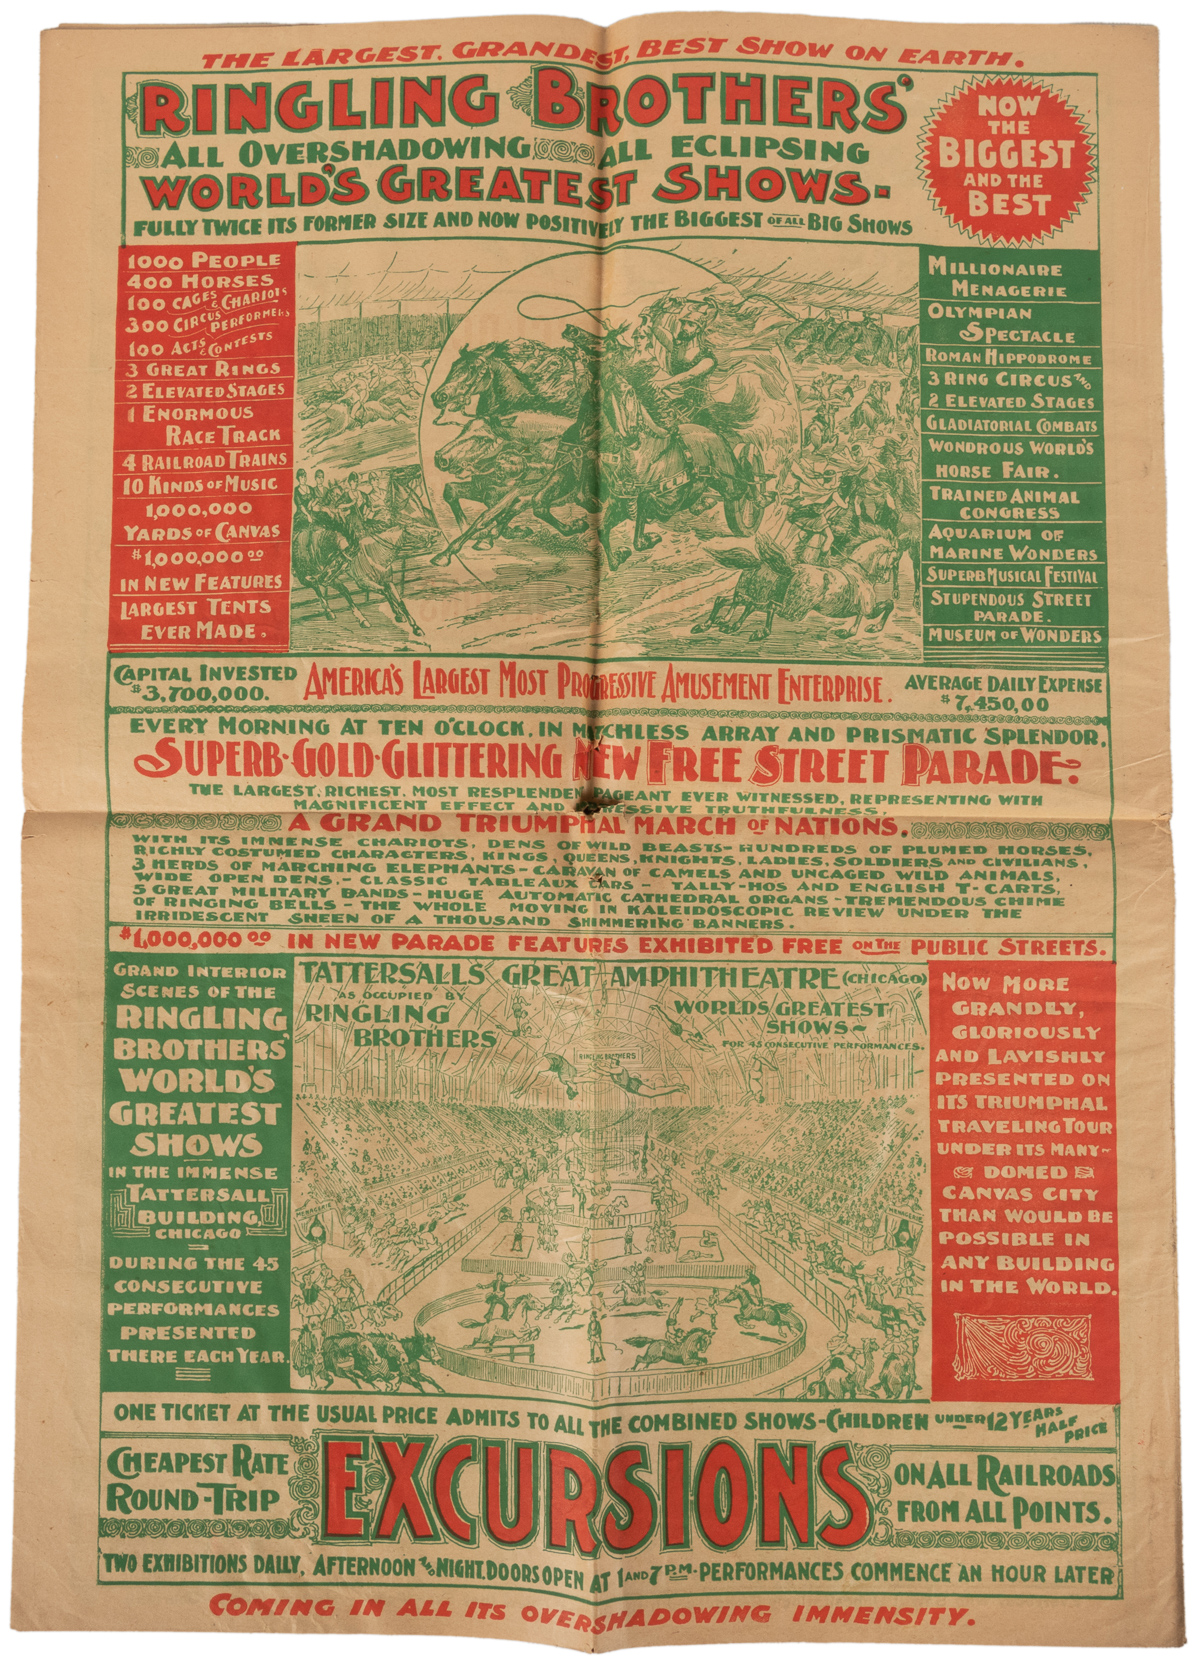 THE LARGEST, GRANDEST, BEST SHOW ON EARTH.
RINGLING BROTHERS'
ALL OVERSHADOWING ALL ECLIPSING
WORLD'S GREATEST SHOWS-
FULLY TWICE ITS FORMER SIZE AND NOW POSITIVELY THE BIGGEST OF ALL BIG SHOWS
NOW
THE
BIGGEST
AND THE
BEST
1000 PEOPLE
400 HORSES
100 CAGES & CHARIOTS
300 CIRCUS PERFORMERS
100 ACTS & CONTESTS
3 GREAT RINGS
2 ELEVATED STAGES
1 ENORMOUS
RACE TRACK
4 RAILROAD TRAINS
10 KINDS OF MUSIC
1,000,000
YARDS OF CANVAS
$1,000,000.00
IN NEW FEATURES
LARGEST TENTS
EVER MADE.
MILLIONAIRE
MENAGERIE
OLYMPIAN
SPECTACLE
ROMAN HIPPODROME
3 RING CIRCUS AND
2 ELEVATED STAGES
GLADIATORIAL COMBATS
WONDROUS WORLD'S
HORSE FAIR.
TRAINED ANIMAL
CONGRESS
AQUARIUM OF
MARINE WONDERS
SUPERB MUSICAL FESTIVAL
STUPENDOUS STREET
PARADE.
MUSEUM OF WONDERS
CAPITAL INVESTED
$3,700,000.
AMERICA'S LARGEST MOST PROGRESSIVE AMUSEMENT ENTERPRISE.
AVERAGE DAILY EXPENSE
$7,450,00
EVERY MORNING AT TEN O'CLOCK, IN MATCHLESS ARRAY AND PRISMATIC SPLENDOR,
SUPERB-GOLD-GLITTERING NEW FREE STREET PARADE.
THE LARGEST, RICHEST, MOST RESPLENDENT PAGEANT EVER WITNESSED, REPRESENTING WITH
MAGNIFICENT EFFECT AND IMPRESSIVE TRUTHFULNESS,
A GRAND TRIUMPHAL MARCH OF NATIONS.
WITH ITS IMMENSE CHARIOTS, DENS OF WILD BEASTS- HUNDREDS OF PLUMED HORSES,
RICHLY COSTUMED CHARACTERS, KINGS, QUEENS, KNIGHTS, LADIES, SOLDIERS AND CIVILIANS,
3 HERDS OF MARCHING ELEPHANTS- CARAVAN OF CAMELS AND UNCAGED WILD ANIMALS,
WIDE OPEN DENS,- CLASSIC TABLEAUX CARS - TALLY-HOS AND ENGLISH T-CARTS,
5 GREAT MILITARY BANDS- HUGE AUTOMATIC CATHEDRAL ORGANS -TREMENDOUS CHIME
OF RINGING BELLS- THE WHOLE MOVING IN KALEIDOSCOPIC REVIEW UNDER THE
IRRIDESCENT SHEEN OF A THOUSAND SHIMMERING BANNERS.
$1,000,000.00 IN NEW PARADE FEATURES EXHIBITED FREE ON THE PUBLIC STREETS.
GRAND INTERIOR
SCENES OF THE
RINGLING
BROTHERS'
WORLD'S
GREATEST
SHOWS
IN THE IMMENSE
TATTERSALL
BUILDING,
CHICAGO
DURING THE 45
CONSECUTIVE
PERFORMANCES
PRESENTED
THERE EACH YEAR.
TATTERSALLS GREAT AMPHITHEATRE (CHICAGO)
AS OCCUPIED BY
RINGLING
BROTHERS
WORLDS GREATEST
SHOWS-
FOR 45 CONSECUTIVE PERFORMANCES.
RINGLING BROTHERS
MENAGERIE
MENAGERIE
NOW MORE
GRANDLY,
GLORIOUSLY
AND LAVISHLY
PRESENTED ON
ITS TRIUMPHAL
TRAVELING TOUR
UNDER ITS MANY-
DOMED
CANVAS CITY
THAN WOULD BE
POSSIBLE IN
ANY BUILDING
IN THE WORLD.
ONE TICKET AT THE USUAL PRICE ADMITS TO ALL THE COMBINED SHOWS-CHILDREN UNDER 12 YEARS HALF PRICE
CHEAPEST RATE
ROUND-TRIP
EXCURSIONS
ON ALL RAILROADS
FROM ALL POINTS.
TWO EXHIBITIONS DAILY, AFTERNOON AND NIGHT. DOORS OPEN AT 1 AND 7 P.M.-PERFORMANCES COMMENCE AN HOUR LATER
COMING IN ALL ITS OVERSHADOWING IMMENSITY.